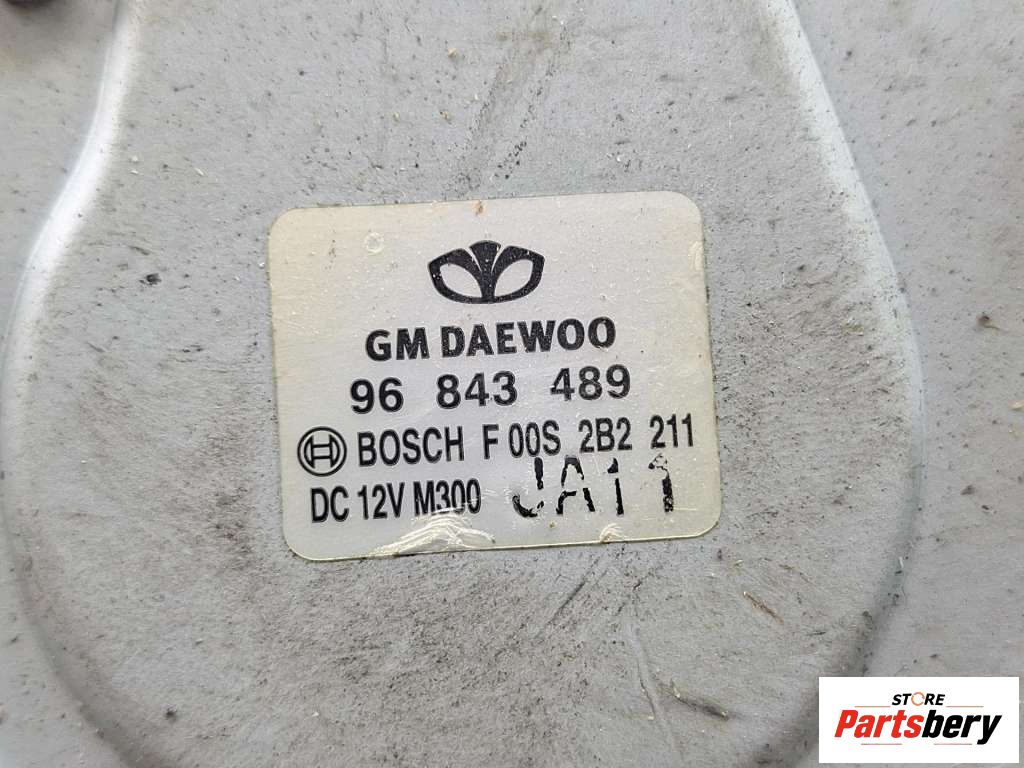 GM DAEWOO
96 843 489
BOSCH F 00S 2B2 211
DC 12V M300 JA11
STORE
Partsbery